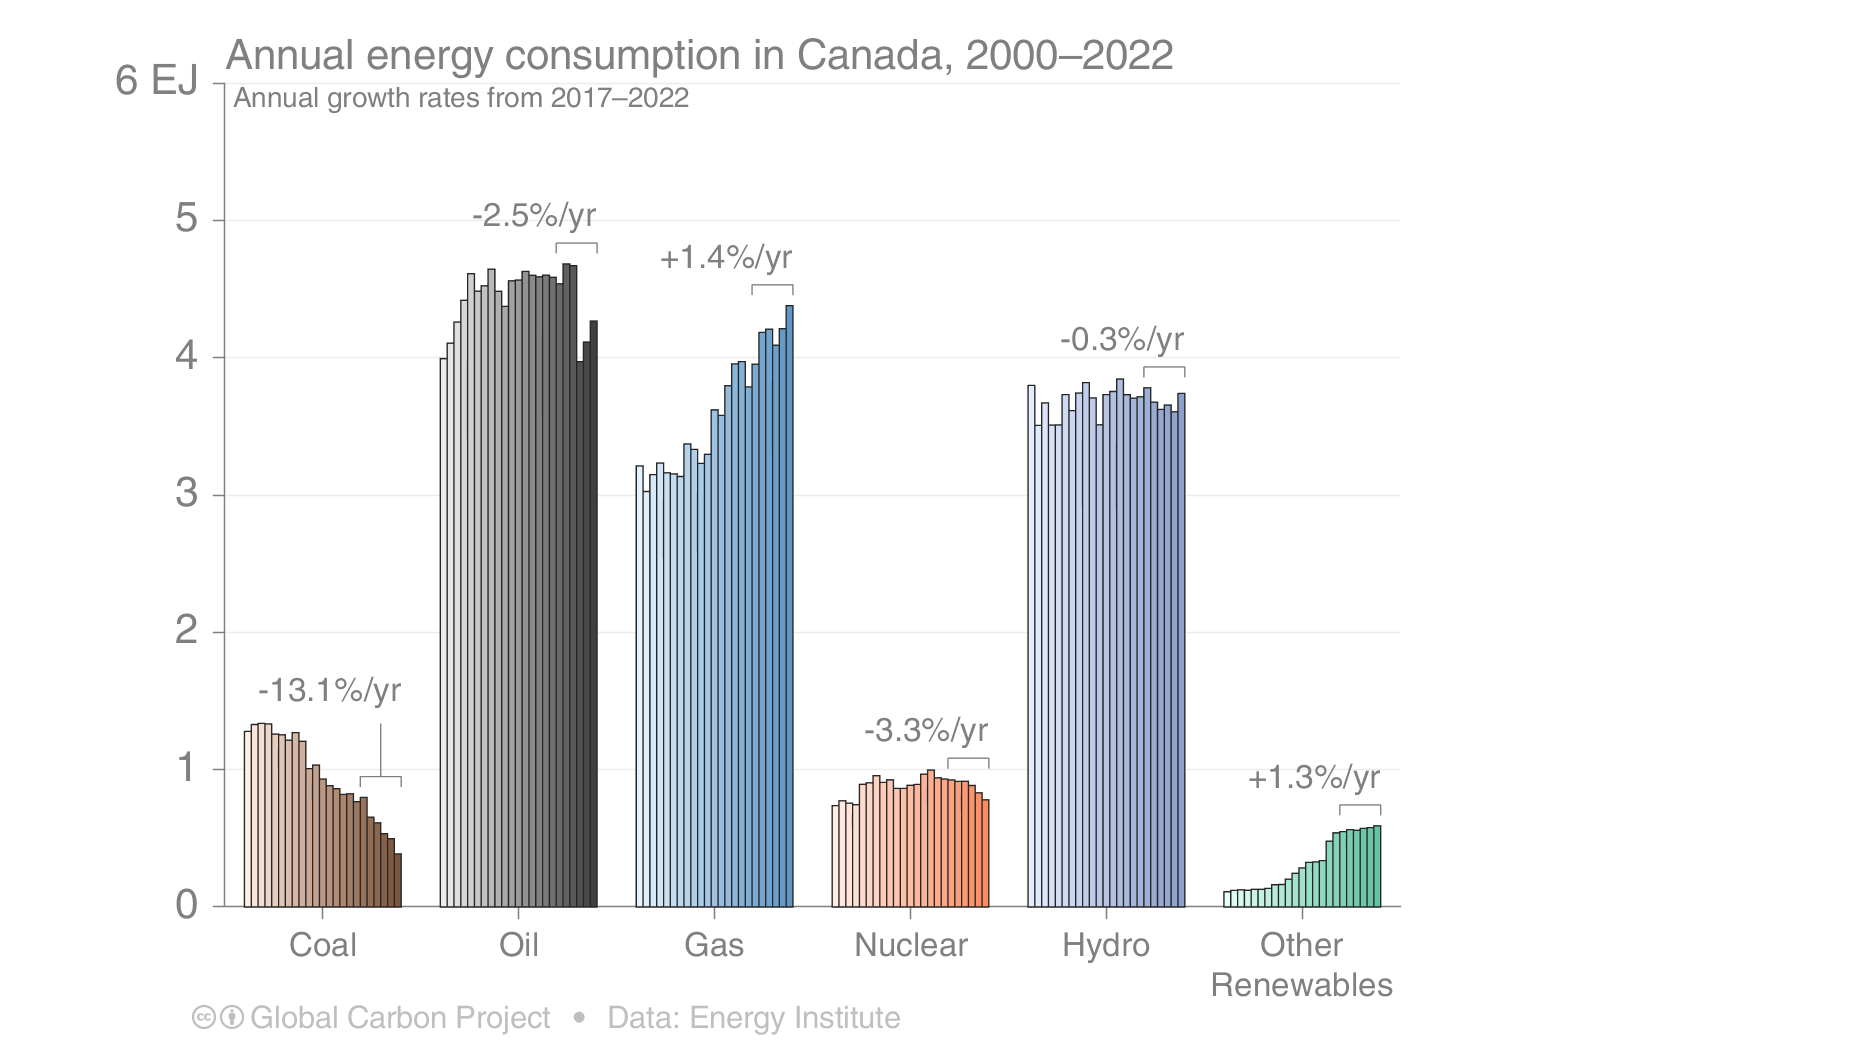 Annual energy consumption in Canada, 2000–2022
6 EJ
Annual growth rates from 2017–2022
5
4
3
2
1
0
-13.1%/yr
-2.5%/yr
+1.4%/yr
-3.3%/yr
-0.3%/yr
+1.3%/yr
Coal
Oil
Gas
Nuclear
Hydro
Other
Renewables
cc Global Carbon Project • Data: Energy Institute